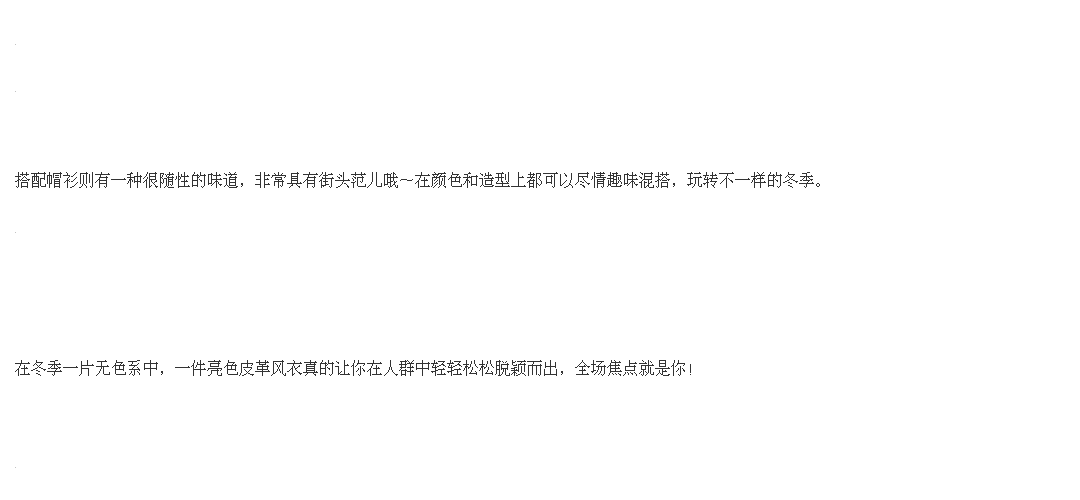 搭配帽衫则有一种很随性的味道，非常具有街头范儿哦～在颜色和造型上都可以尽情趣味混搭，玩转不一样的冬季。
在冬季一片无色系中，一件亮色皮革风衣真的让你在人群中轻轻松松脱颖而出，全场焦点就是你！